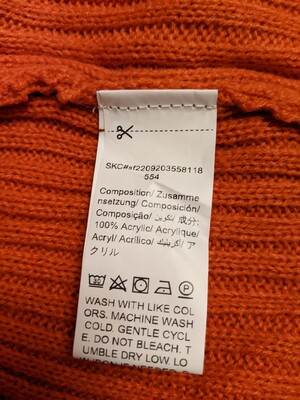 SKC#sf2209203558118
554
Composition/ Zusamme
nsetzung/ Composición/
Composição/ تكوين/ 成分:
100% Acrylic/ Acrylique/
Acryl/ Acrílico/ أكريليك/ ア
クリル
P
WASH WITH LIKE COL
ORS. MACHINE WASH
COLD. GENTLE CYCL
E. DO NOT BLEACH. T
UMBLE DRY LOW. LO